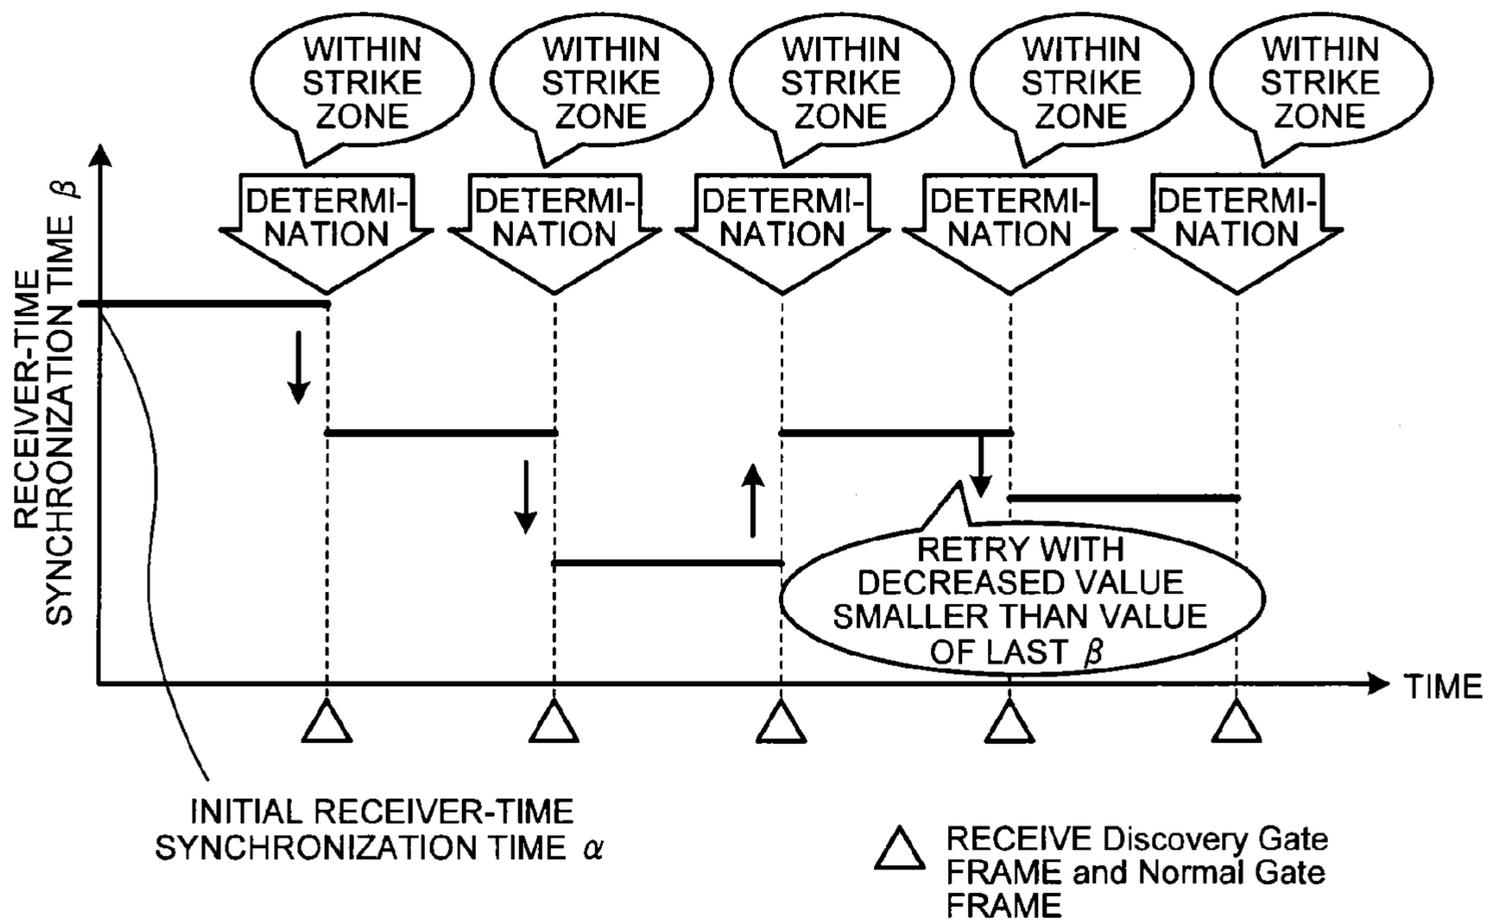 WITHIN
STRIKE
ZONE
WITHIN
STRIKE
ZONE
WITHIN
STRIKE
ZONE
WITHIN
STRIKE
ZONE
WITHIN
STRIKE
ZONE
DETERMI-
NATION
DETERMI-
NATION
DETERMI-
NATION
DETERMI-
NATION
DETERMI-
NATION
RECEIVER-TIME
SYNCHRONIZATION TIME β
RETRY WITH
DECREASED VALUE
SMALLER THAN VALUE
OF LAST β
TIME
INITIAL RECEIVER-TIME
SYNCHRONIZATION TIME α
RECEIVE Discovery Gate
FRAME and Normal Gate
FRAME